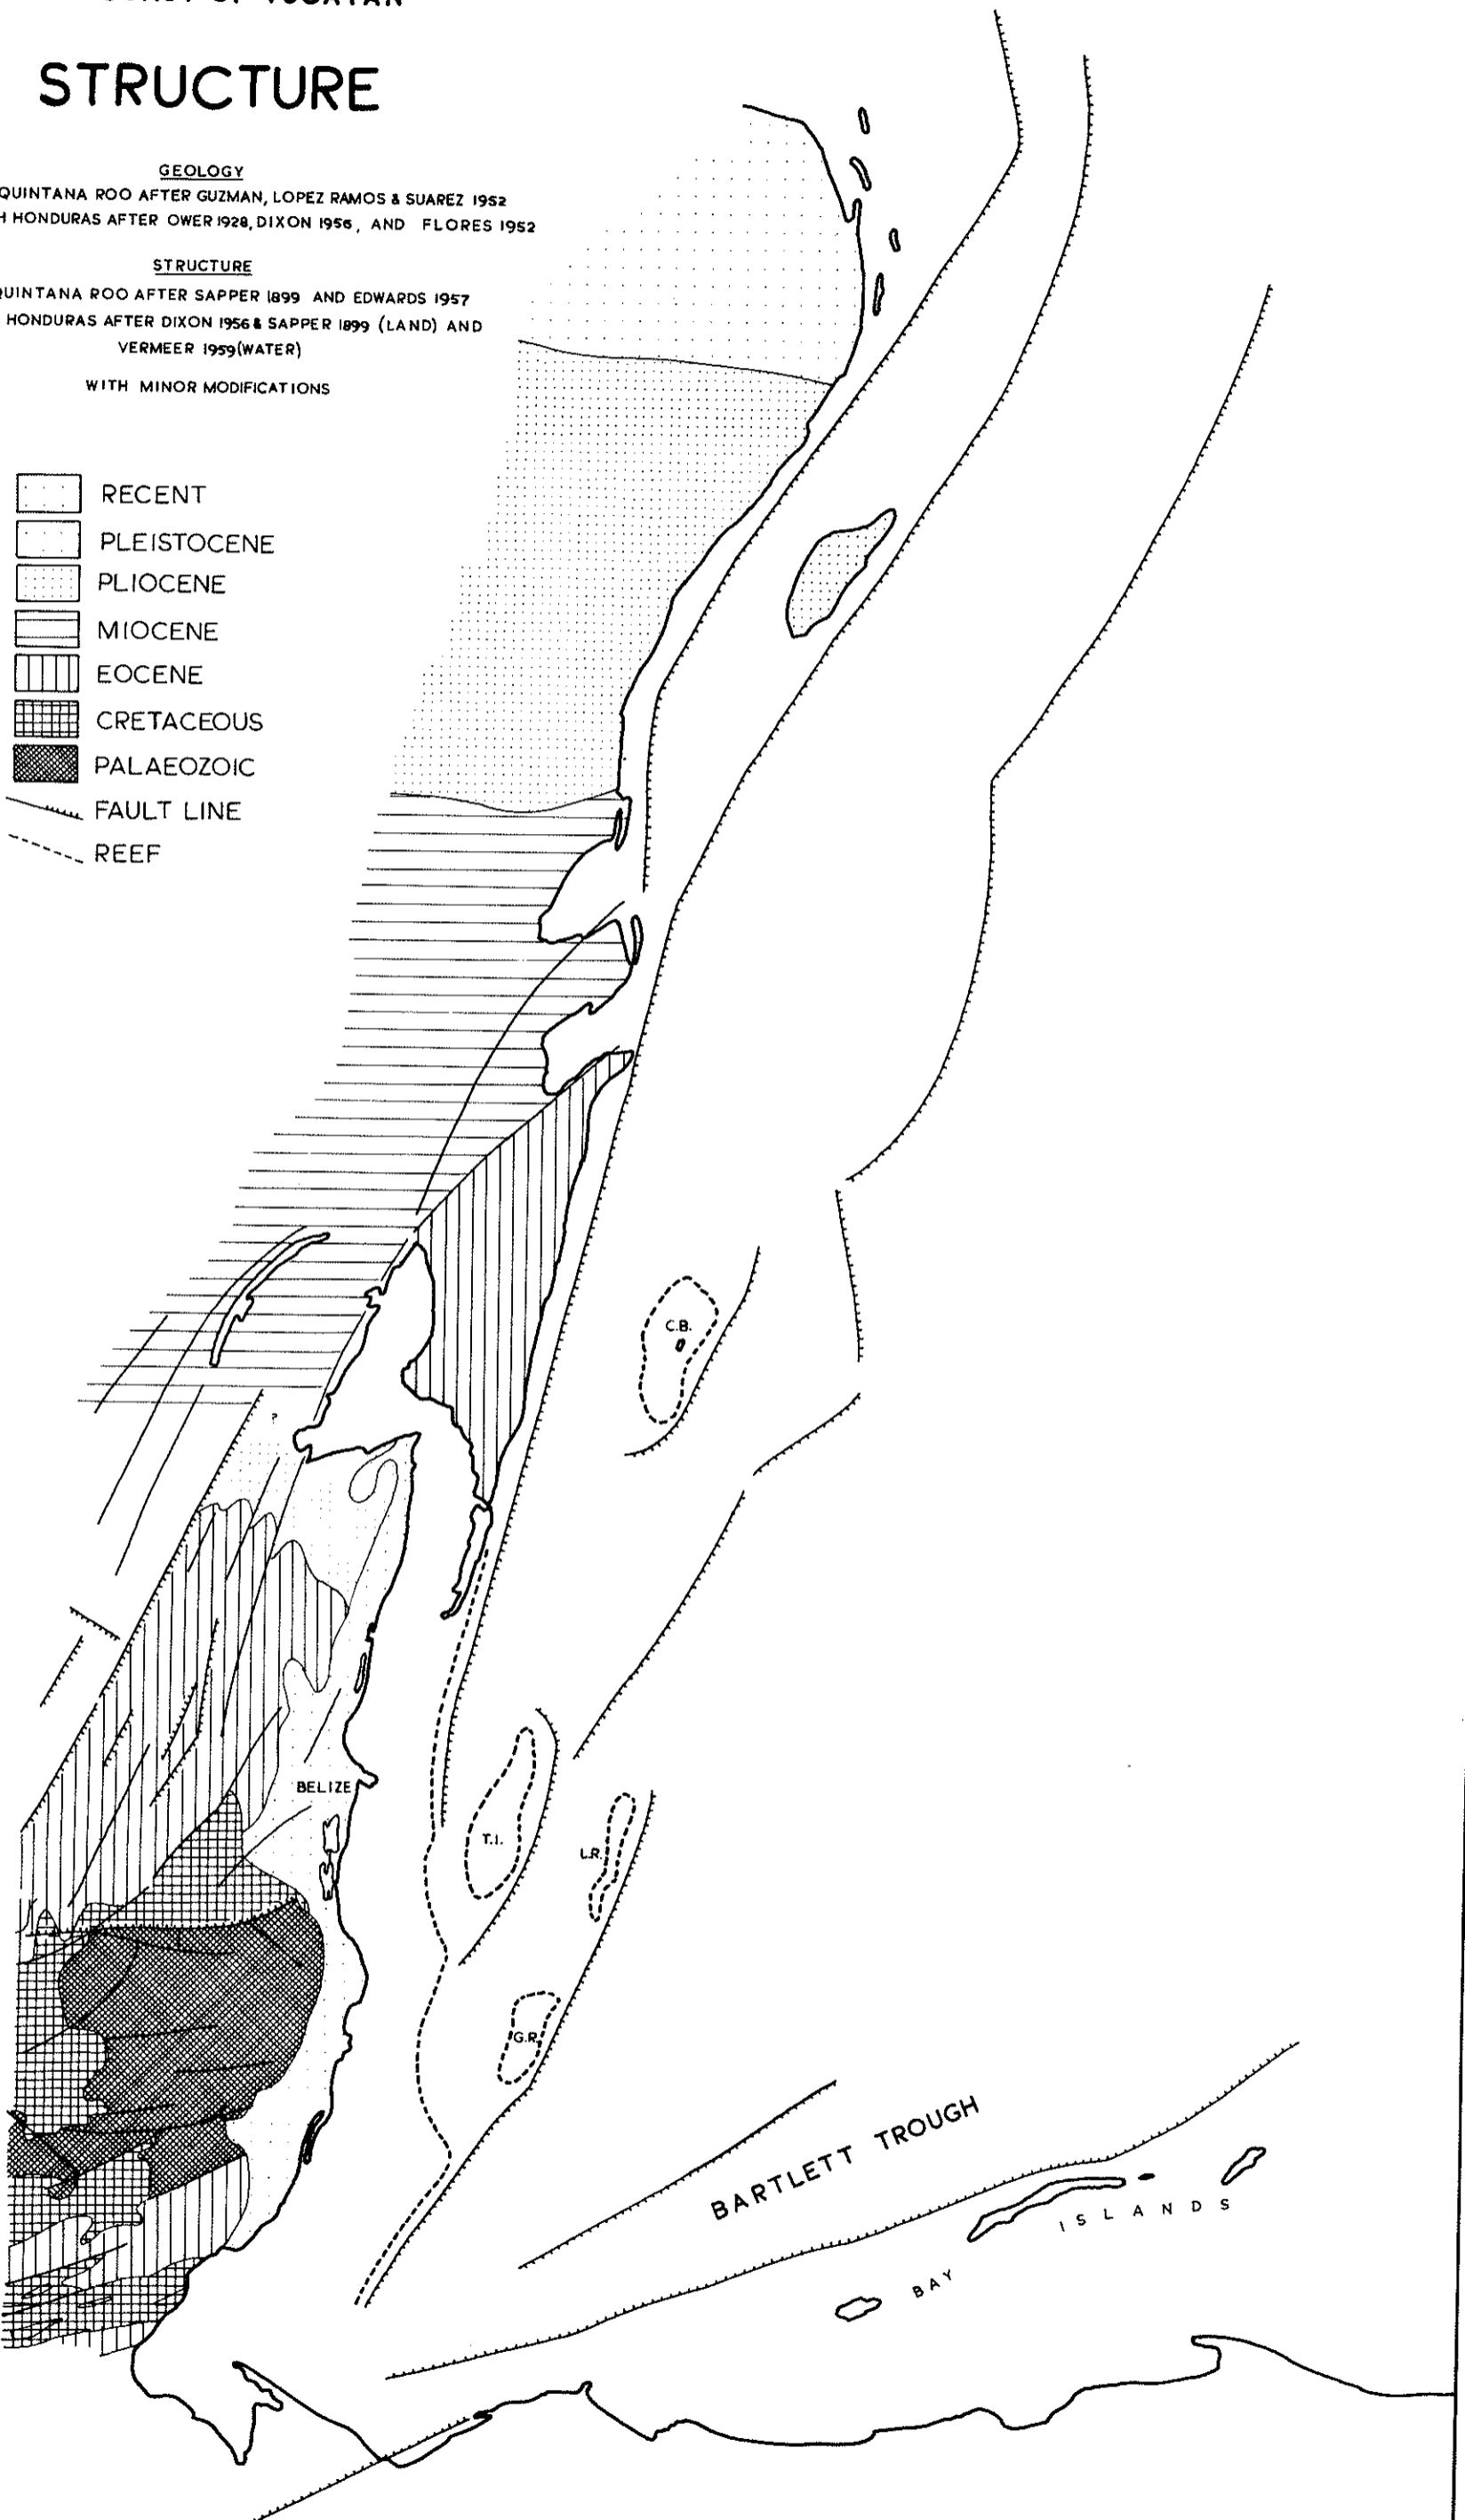 YUCATAN
STRUCTURE
GEOLOGY
QUINTANA ROO AFTER GUZMAN, LOPEZ RAMOS & SUAREZ 1952
HONDURAS AFTER OWER 1928, DIXON 1956, AND FLORES 1952
STRUCTURE
QUINTANA ROO AFTER SAPPER 1899 AND EDWARDS 1957
HONDURAS AFTER DIXON 1956 & SAPPER 1899 (LAND) AND
VERMEER 1959 (WATER)
WITH MINOR MODIFICATIONS
RECENT
PLEISTOCENE
PLIOCENE
MIOCENE
EOCENE
CRETACEOUS
PALAEOZOIC
FAULT LINE
REEF
C.B.
?
BELIZE
T.I.
L.R.
G.R.
BARTLETT TROUGH
BAY ISLANDS